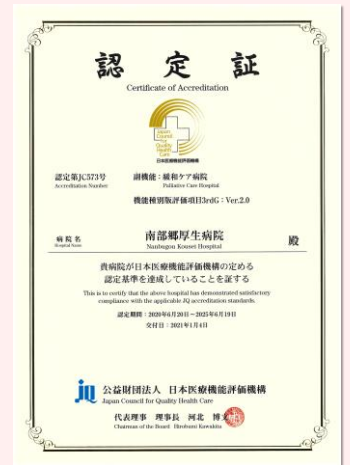 認定証
Certificate of Accreditation
Japan
Council for
Quality
Health
Care
日本医療機能評価機構
認定第JC573号
Accreditation Number
副機能：緩和ケア病院
Palliative Care Hospital
機能種別版評価項目3rdG：Ver.2.0
病院名
Hospital Name
南部郷厚生病院
Nanbugou Kousei Hospital
殿
貴病院が日本医療機能評価機構の定める
認定基準を達成していることを証する
This is to certify that the above hospital has demonstrated satisfactory
compliance with the applicable JQ accreditation standards.
認定期間：2020年6月20日～2025年6月19日
交付日：2021年1月4日
JQ
公益財団法人 日本医療機能評価機構
Japan Council for Quality Health Care
代表理事 理事長 河北 博文
Chairman of the Board Hirobumi Kawakita